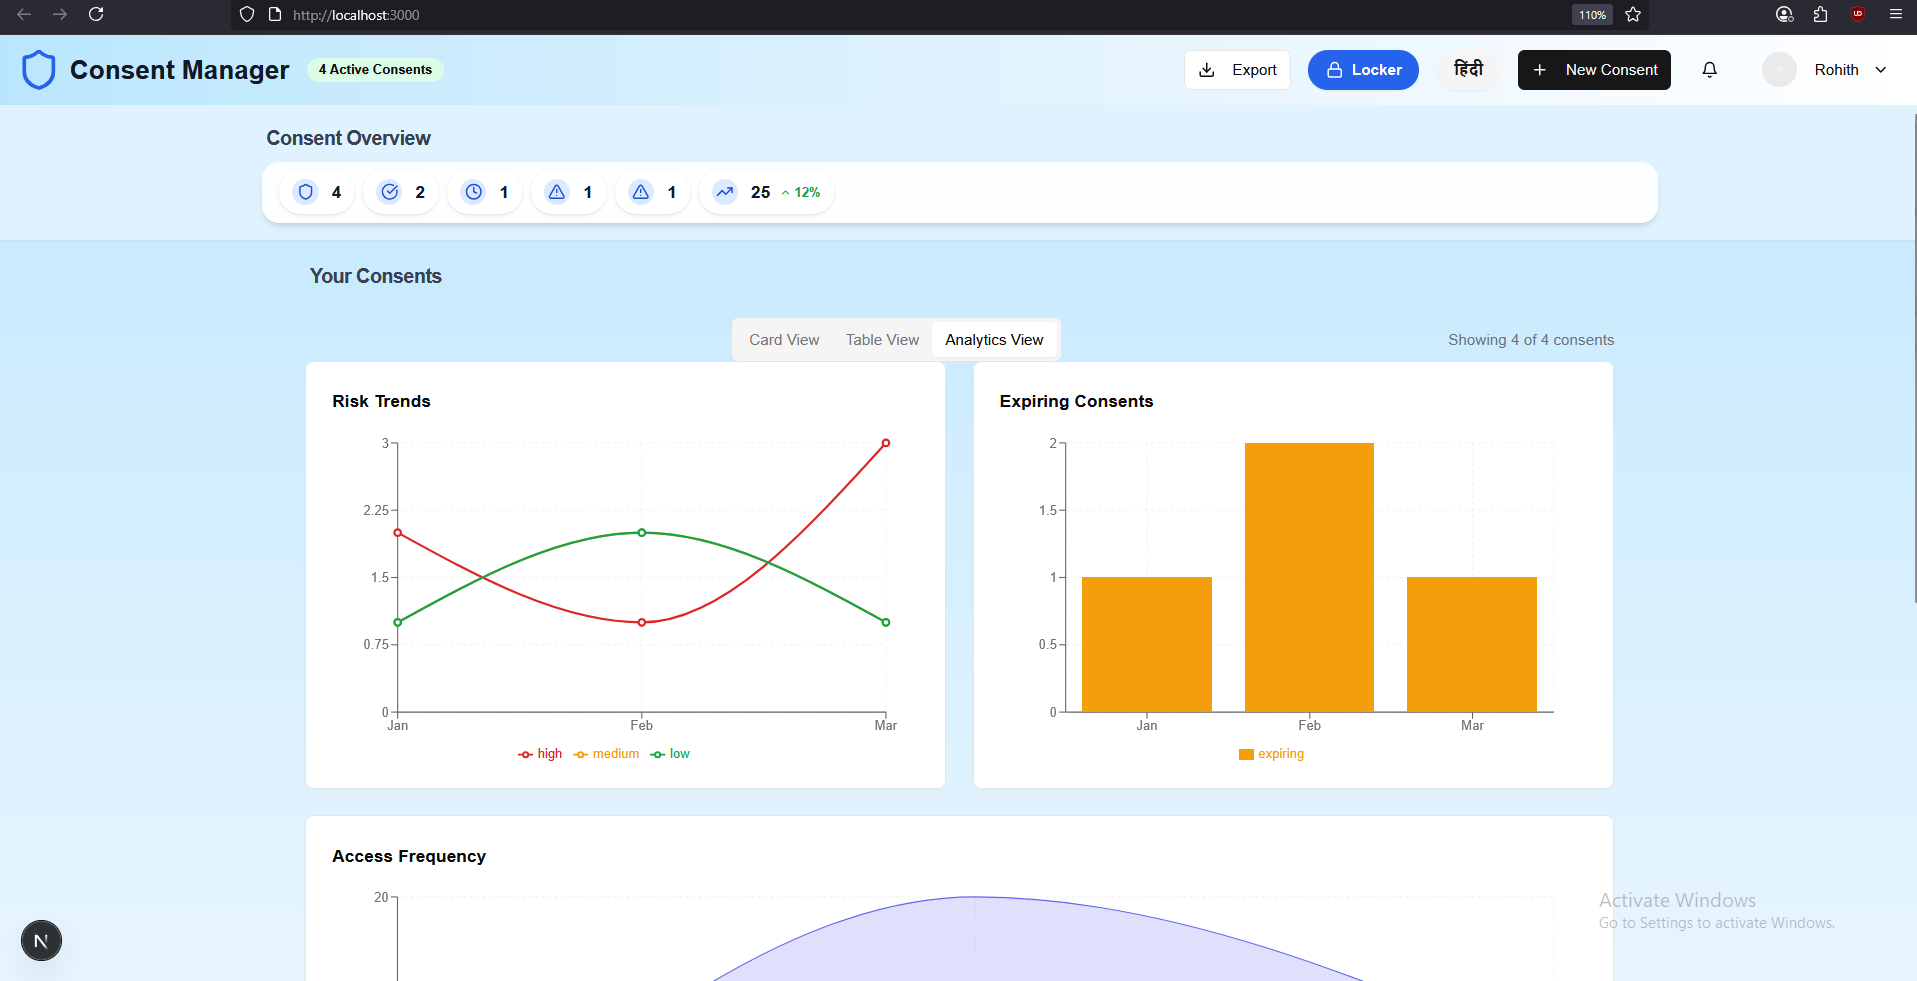 http://localhost:3000
110%
Consent Manager
4 Active Consents
Export
Locker
हिंदी
+ New Consent
Rohith
Consent Overview
4
2
1
1
1
25
12%
Your Consents
Card View
Table View
Analytics View
Showing 4 of 4 consents
Risk Trends
3
2.25
1.5
0.75
0
Jan
Feb
Mar
high
medium
low
Expiring Consents
2
1.5
1
0.5
0
Jan
Feb
Mar
expiring
Access Frequency
20
N
Activate Windows
Go to Settings to activate Windows.